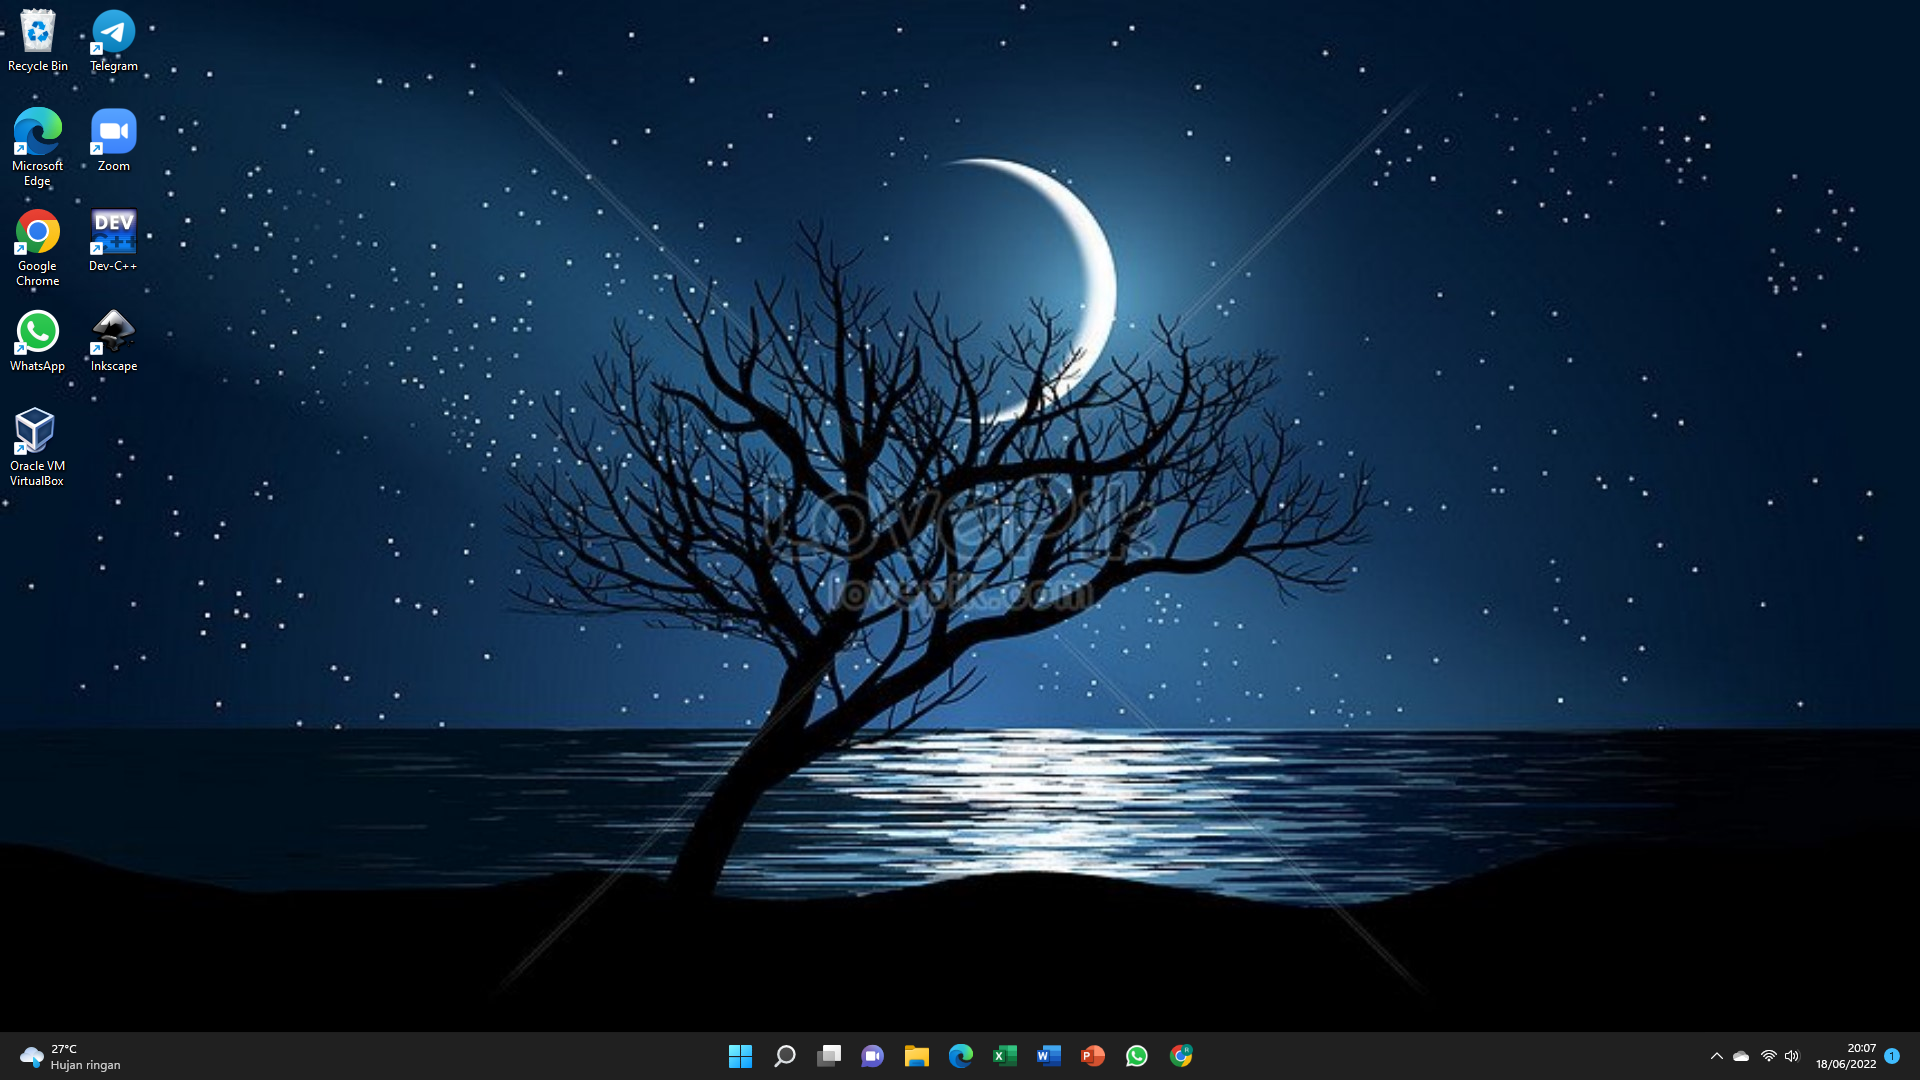 Recycle Bin
Telegram
Microsoft
Edge
Zoom
Google
Chrome
DEV
C++
Dev-C++
WhatsApp
Inkscape
Oracle VM
VirtualBox
LovePik
lovepik.com
27°C
Hujan ringan
X
W
P
R
20:07
18/06/2022
1